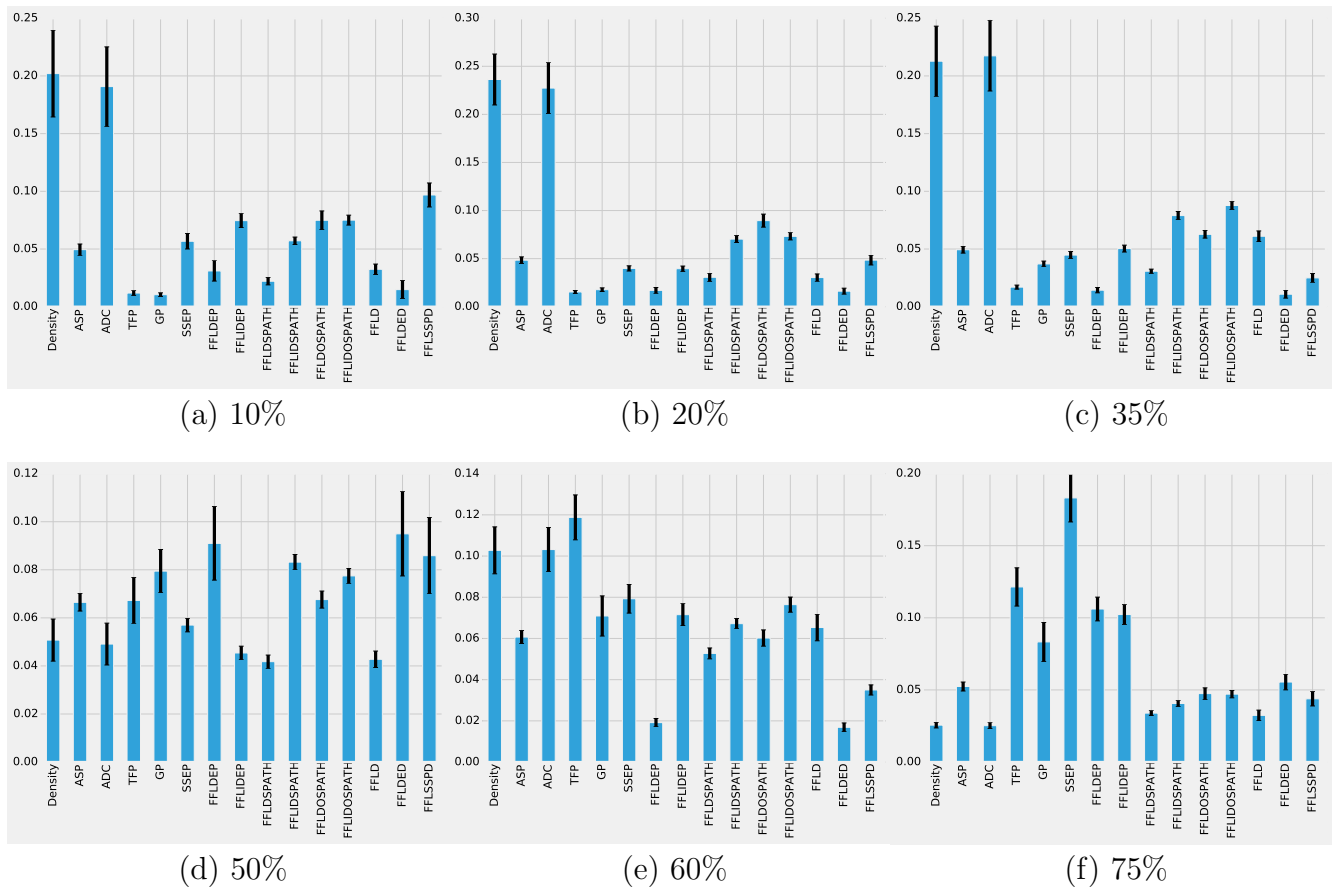 0.25
0.20
0.15
0.10
0.05
0.00
Density
ASP
ADC
TFP
GP
SSEP
FFLDEP
FFLIDEP
FFLDSPATH
FFLIDSPATH
FFLDOSPATH
FFLIDOSPATH
FFLD
FFLDED
FFLSSPD
(a) 10%
0.30
0.25
0.20
0.15
0.10
0.05
0.00
Density
ASP
ADC
TFP
GP
SSEP
FFLDEP
FFLIDEP
FFLDSPATH
FFLIDSPATH
FFLDOSPATH
FFLIDOSPATH
FFLD
FFLDED
FFLSSPD
(b) 20%
0.25
0.20
0.15
0.10
0.05
0.00
Density
ASP
ADC
TFP
GP
SSEP
FFLDEP
FFLIDEP
FFLDSPATH
FFLIDSPATH
FFLDOSPATH
FFLIDOSPATH
FFLD
FFLDED
FFLSSPD
(c) 35%
0.12
0.10
0.08
0.06
0.04
0.02
0.00
Density
ASP
ADC
TFP
GP
SSEP
FFLDEP
FFLIDEP
FFLDSPATH
FFLIDSPATH
FFLDOSPATH
FFLIDOSPATH
FFLD
FFLDED
FFLSSPD
(d) 50%
0.14
0.12
0.10
0.08
0.06
0.04
0.02
0.00
Density
ASP
ADC
TFP
GP
SSEP
FFLDEP
FFLIDEP
FFLDSPATH
FFLIDSPATH
FFLDOSPATH
FFLIDOSPATH
FFLD
FFLDED
FFLSSPD
(e) 60%
0.20
0.15
0.10
0.05
0.00
Density
ASP
ADC
TFP
GP
SSEP
FFLDEP
FFLIDEP
FFLDSPATH
FFLIDSPATH
FFLDOSPATH
FFLIDOSPATH
FFLD
FFLDED
FFLSSPD
(f) 75%